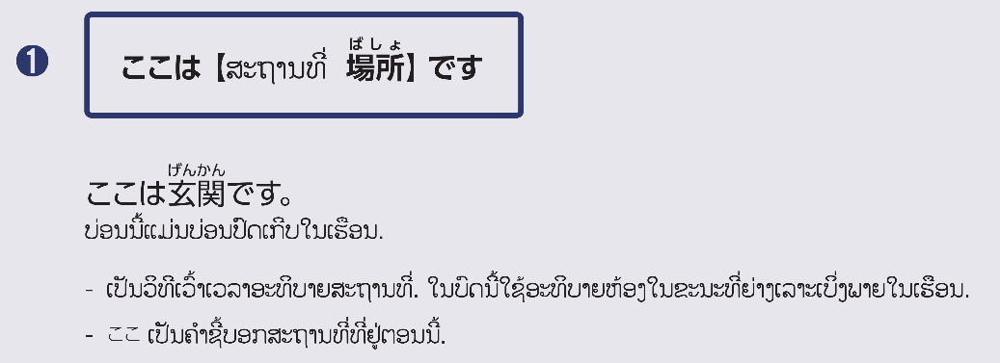 ❶
ばしょ
ここは【ສະຖານທີ່ 場所】です
げんかん
ここは玄関です。
ບ່ອນນີ້ແມ່ນບ່ອນປົດເກີບໃນເຮືອນ.
- ເປັນວິທີເວົ້າເວລາອະທິບາຍສະຖານທີ່. ໃນບົດນີ້ໃຊ້ອະທິບາຍຫ້ອງໃນຂະນະທີ່ຍ່າງເລາະເບິ່ງພາຍໃນເຮືອນ.
- ここ ເປັນຄຳຊີ້ບອກສະຖານທີ່ທີ່ຢູ່ຕອນນີ້.